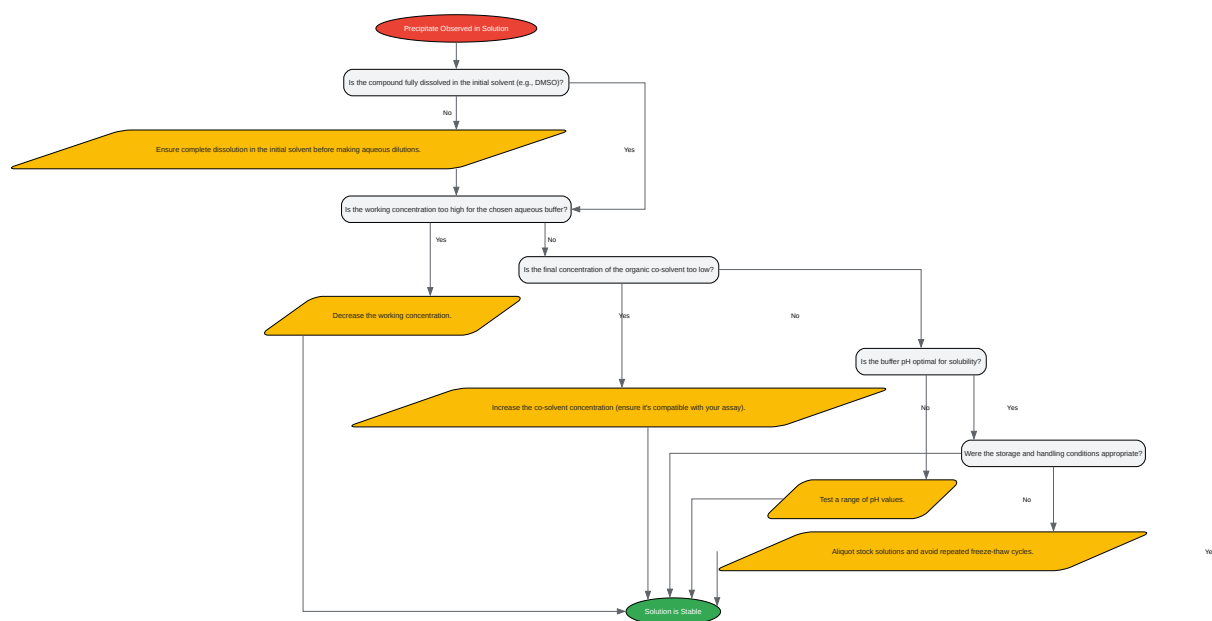 Precipitate Observed in Solution
Is the compound fully dissolved in the initial solvent (e.g., DMSO)?
No
Ensure complete dissolution in the initial solvent before making aqueous dilutions.
Yes
Is the working concentration too high for the chosen aqueous buffer?
Yes
No
Is the final concentration of the organic co-solvent too low?
Decrease the working concentration.
Yes
No
Is the buffer pH optimal for solubility?
Increase the co-solvent concentration (ensure it's compatible with your assay).
No
Yes
Were the storage and handling conditions appropriate?
Test a range of pH values.
No
Aliquot stock solutions and avoid repeated freeze-thaw cycles.
Ye
Solution is Stable